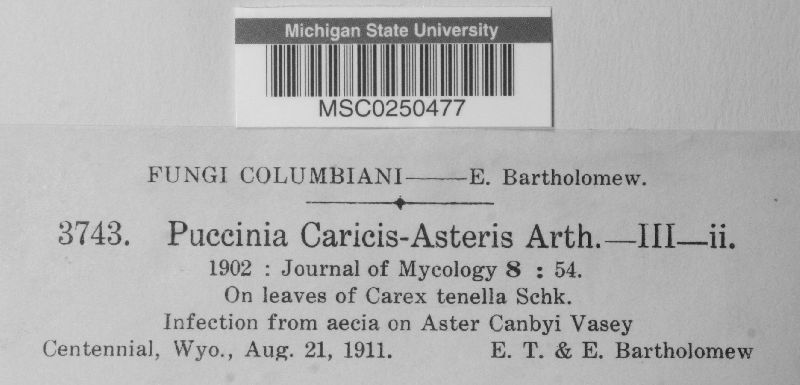 Michigan State University
MSC0250477
FUNGI COLUMBIANI——E. Bartholomew.
3743. Puccinia Caricis-Asteris Arth.—III—ii.
1902 : Journal of Mycology 8 : 54.
On leaves of Carex tenella Schk.
Infection from aecia on Aster Canbyi Vasey
Centennial, Wyo., Aug. 21, 1911. E. T. & E. Bartholomew